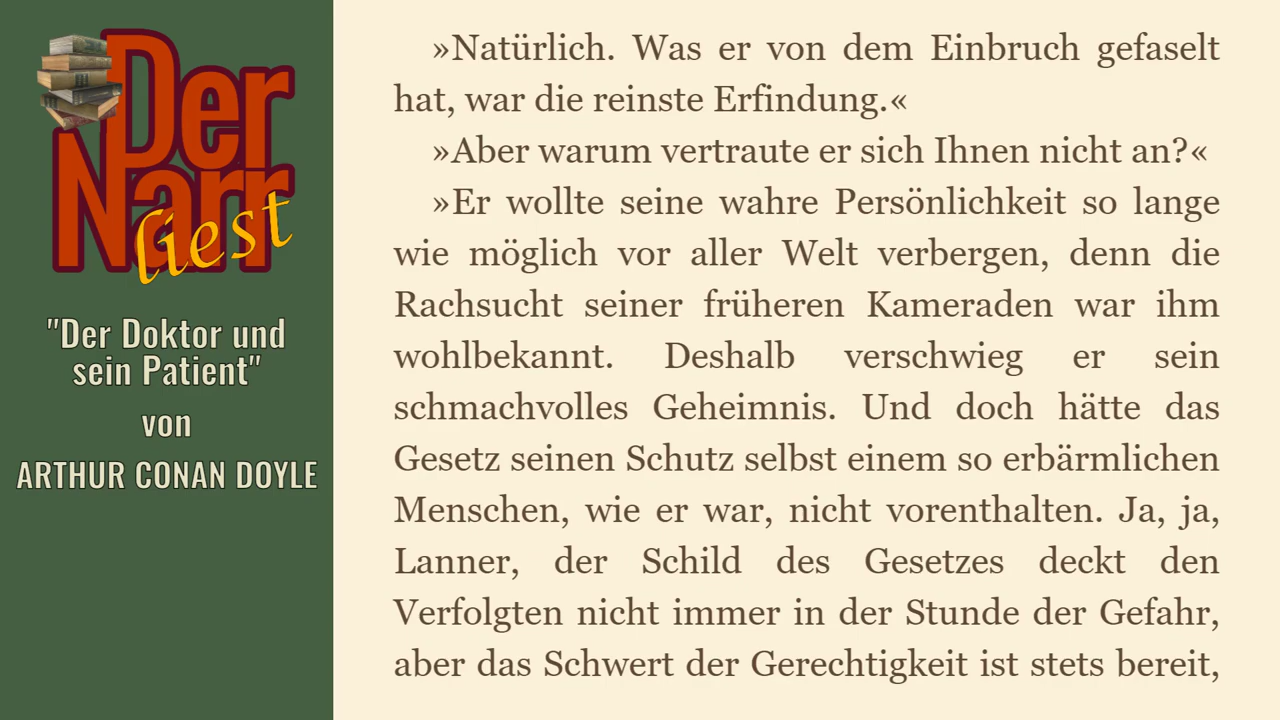 Der
Narr
liest
"Der Doktor und
sein Patient"
von
ARTHUR CONAN DOYLE
»Natürlich. Was er von dem Einbruch gefaselt
hat, war die reinste Erfindung.«
»Aber warum vertraute er sich Ihnen nicht an?«
»Er wollte seine wahre Persönlichkeit so lange
wie möglich vor aller Welt verbergen, denn die
Rachsucht seiner früheren Kameraden war ihm
wohlbekannt. Deshalb verschwieg er sein
schmachvolles Geheimnis. Und doch hätte das
Gesetz seinen Schutz selbst einem so erbärmlichen
Menschen, wie er war, nicht vorenthalten. Ja, ja,
Lanner, der Schild des Gesetzes deckt den
Verfolgten nicht immer in der Stunde der Gefahr,
aber das Schwert der Gerechtigkeit ist stets bereit,